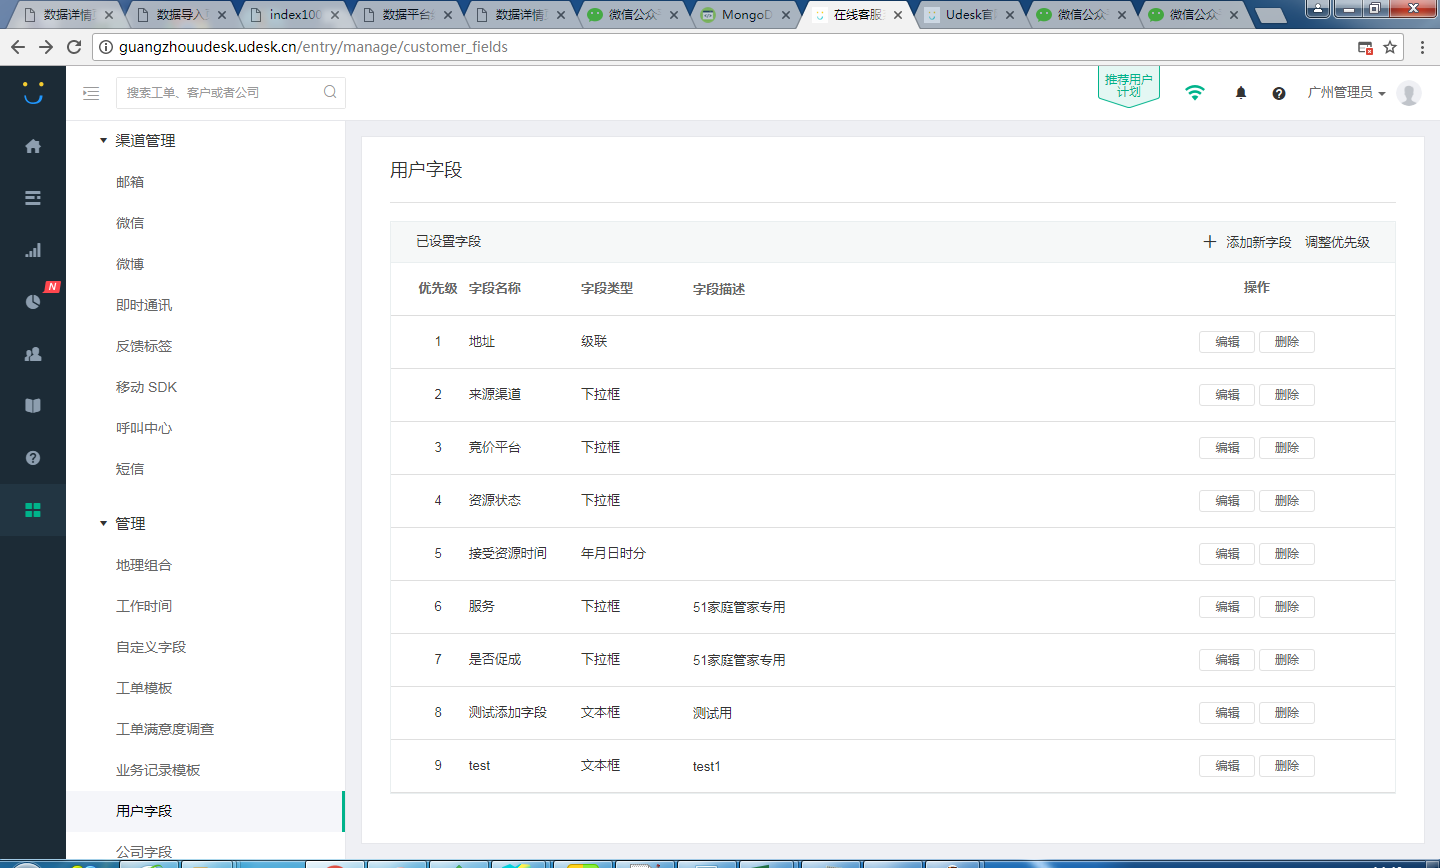 数据详情
数据导入
index100
数据平台
数据详情
微信公众
微信公众
MongoD
在线客服
Udesk官
微信公众
微信公众
guangzhouudesk.udesk.cn/entry/manage/customer_fields
搜索工单、客户或者公司
推荐用户
计划
广州管理员
N
渠道管理
邮箱
微信
微博
即时通讯
反馈标签
移动 SDK
呼叫中心
短信
管理
地理组合
工作时间
自定义字段
工单模板
工单满意度调查
业务记录模板
用户字段
公司字段
用户字段
已设置字段 添加新字段 调整优先级
优先级 字段名称 字段类型 字段描述 操作
1 地址 级联 编辑 删除
2 来源渠道 下拉框 编辑 删除
3 竞价平台 下拉框 编辑 删除
4 资源状态 下拉框 编辑 删除
5 接受资源时间 年月日时分 编辑 删除
6 服务 下拉框 51家庭管家专用 编辑 删除
7 是否促成 下拉框 51家庭管家专用 编辑 删除
8 测试添加字段 文本框 测试用 编辑 删除
9 test 文本框 test1 编辑 删除